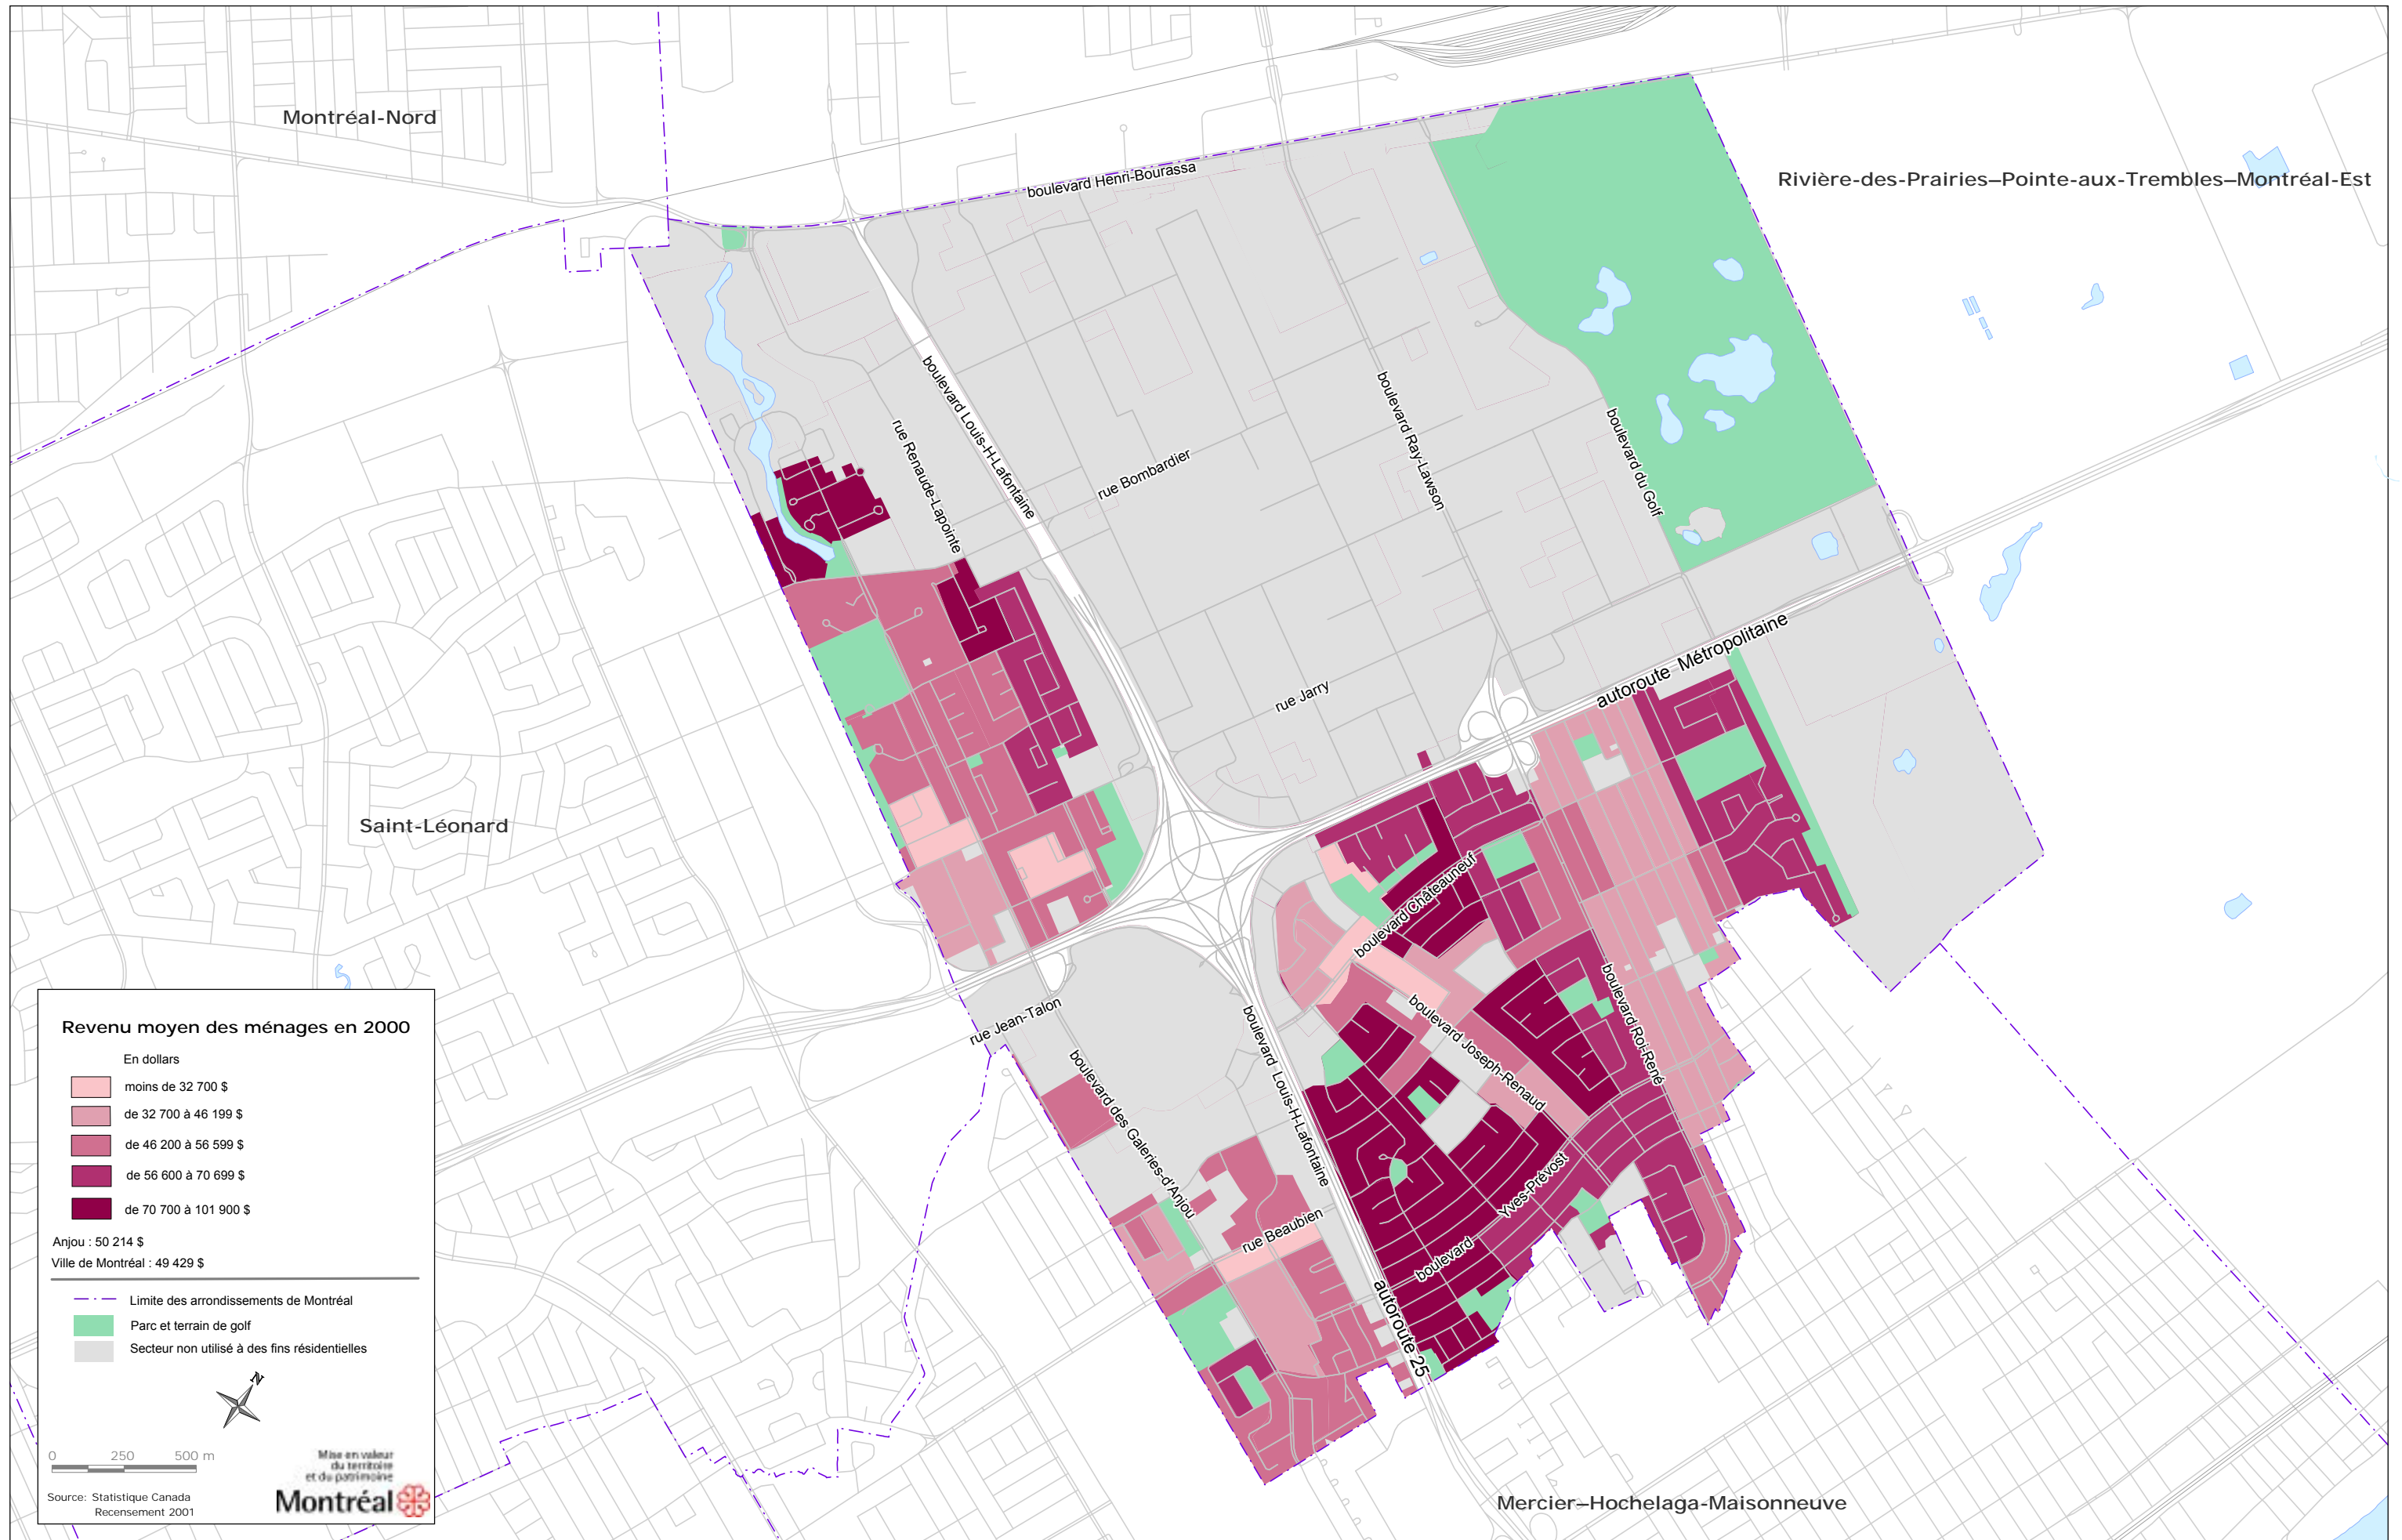 Montréal-Nord
Rivière-des-Prairies–Pointe-aux-Trembles–Montréal-Est
boulevard Henri-Bourassa
boulevard Louis-H-Lafontaine
rue Renaude-Lapointe
rue Bombardier
boulevard Ray-Lawson
boulevard du Golf
autoroute Métropolitaine
rue Jarry
Saint-Léonard
boulevard Châteauneuf
boulevard Roi-René
boulevard Joseph-Renaud
rue Jean-Talon
boulevard des Galeries-d'Anjou
boulevard Louis-H-Lafontaine
boulevard Yves-Prévost
rue Beaubien
autoroute 25
Mercier–Hochelaga-Maisonneuve
Revenu moyen des ménages en 2000
En dollars
moins de 32 700 $
de 32 700 à 46 199 $
de 46 200 à 56 599 $
de 56 600 à 70 699 $
de 70 700 à 101 900 $
Anjou : 50 214 $
Ville de Montréal : 49 429 $
Limite des arrondissements de Montréal
Parc et terrain de golf
Secteur non utilisé à des fins résidentielles
N
0 250 500 m
Mise en valeur
du territoire
et du patrimoine
Montréal
Source: Statistique Canada
Recensement 2001